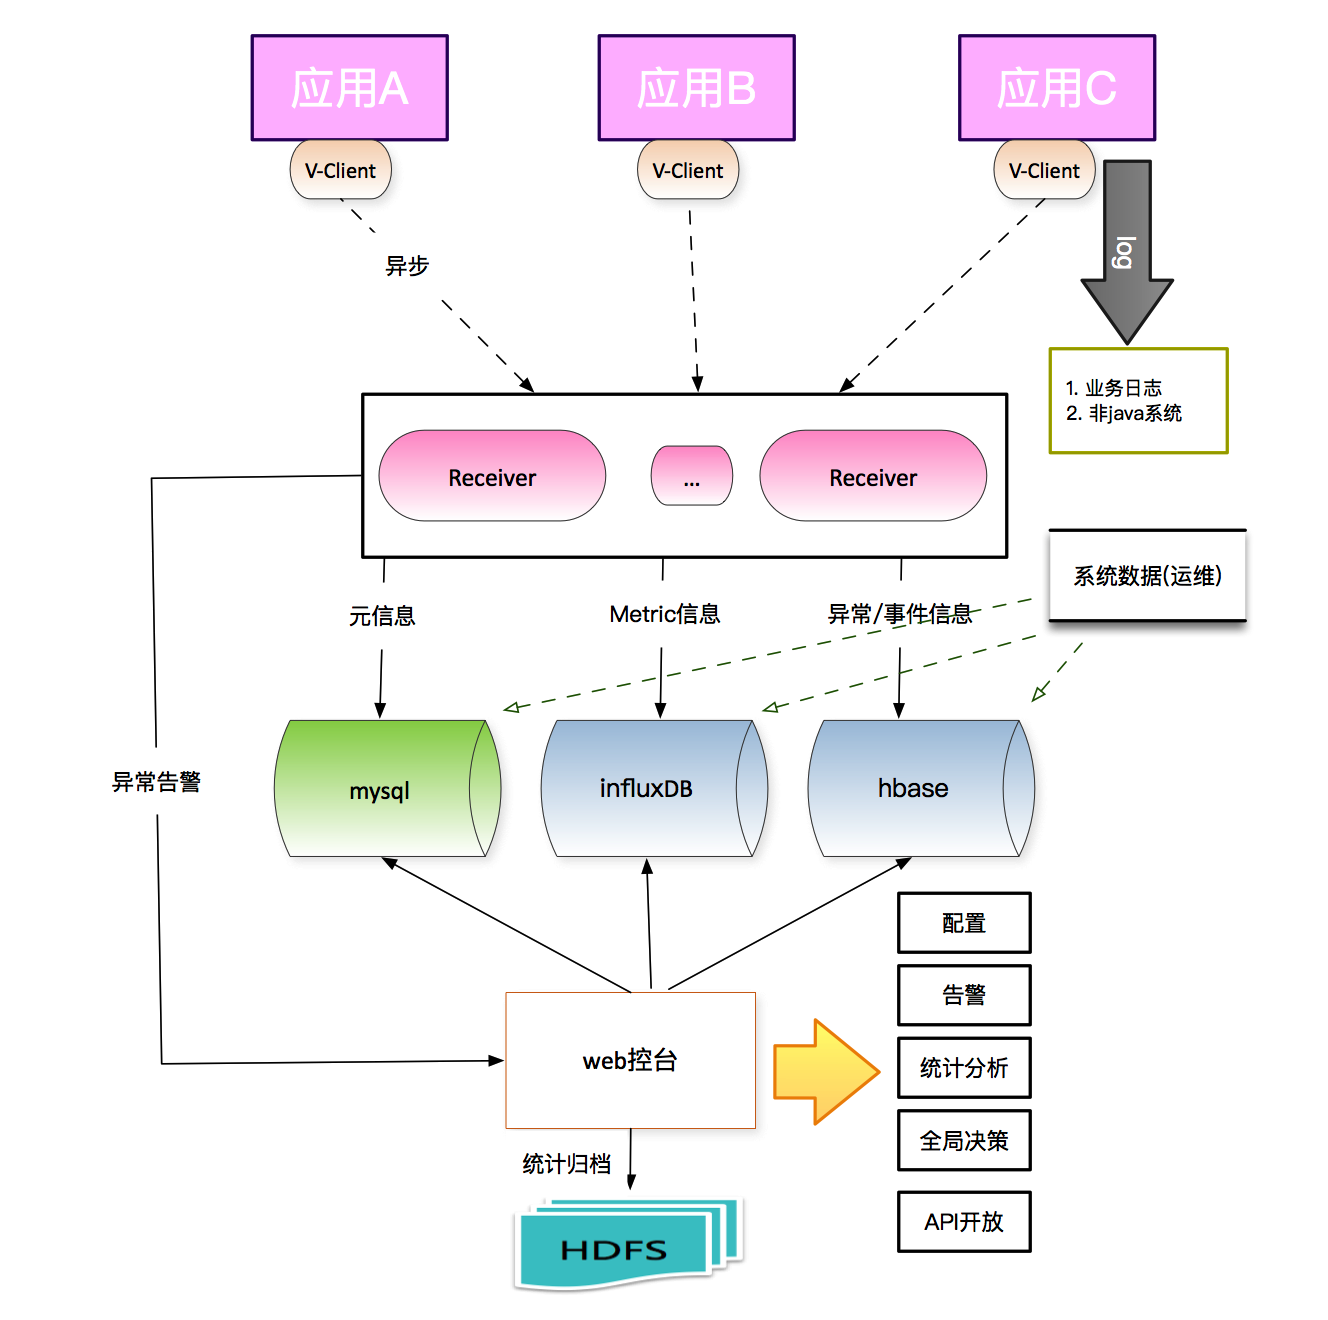 应用A
应用B
应用C
V-Client
V-Client
V-Client
log
异步
1. 业务日志
2. 非java系统
Receiver
...
Receiver
系统数据(运维)
元信息
Metric信息
异常/事件信息
异常告警
mysql
influxDB
hbase
配置
告警
web控台
统计分析
全局决策
统计归档
API开放
HDFS